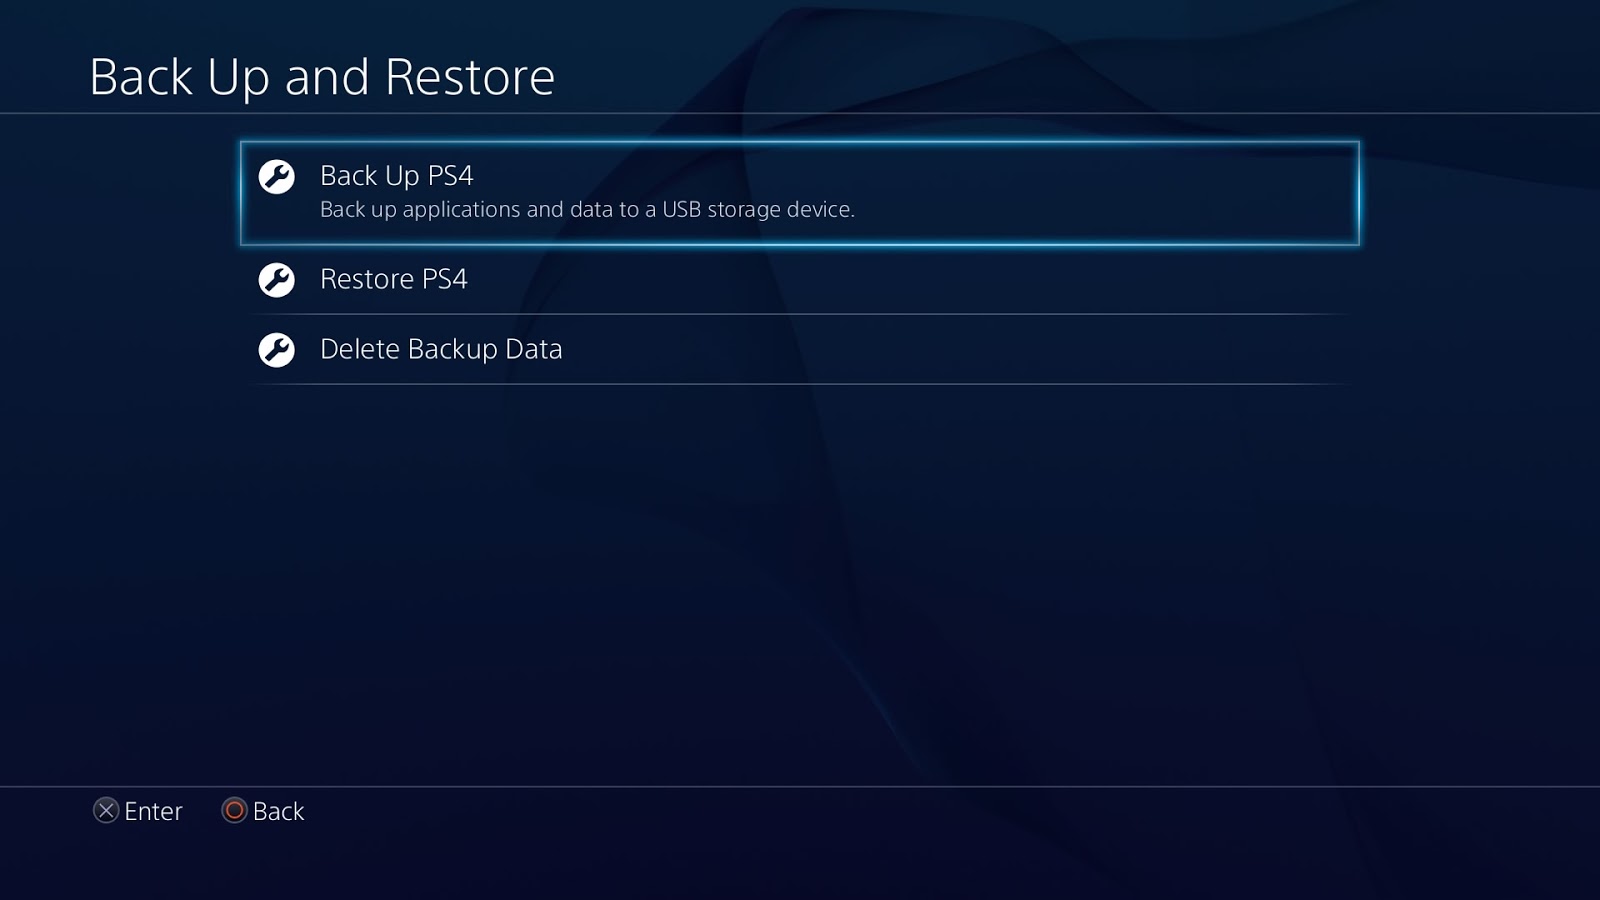 Back Up and Restore
Back Up PS4
Back up applications and data to a USB storage device.
Restore PS4
Delete Backup Data
Enter
Back